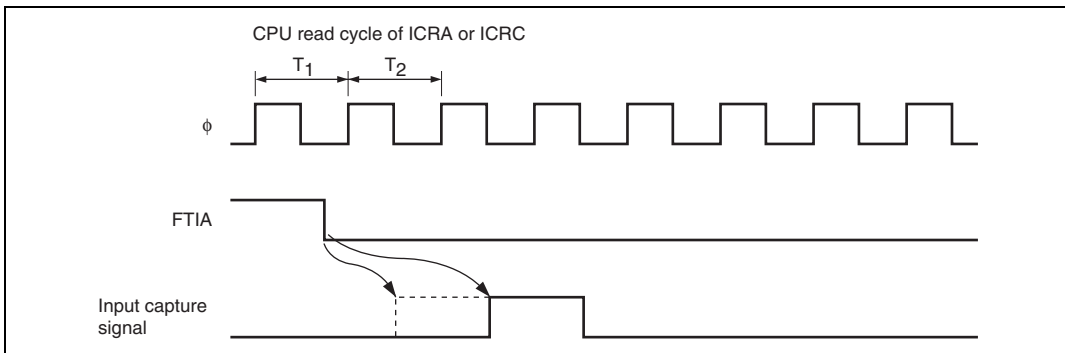 CPU read cycle of ICRA or ICRC
T1 T2
ϕ
FTIA
Input capture
signal